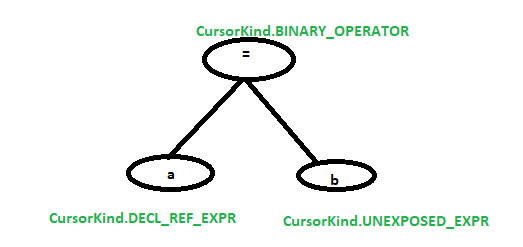 CursorKind.BINARY_OPERATOR
=
a
b
CursorKind.DECL_REF_EXPR
CursorKind.UNEXPOSED_EXPR